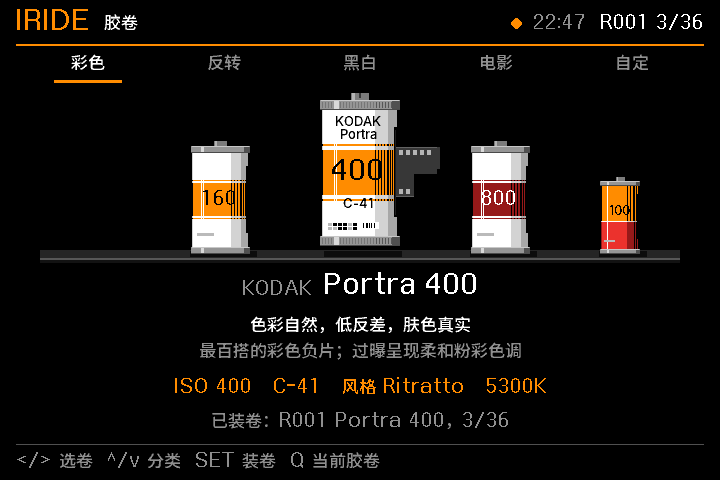 IRIDE 胶卷
◆ 22:47 R001 3/36
彩色 反转 黑白 电影 自定
KODAK
Portra
400
C-41
160
800
100
KODAK Portra 400
色彩自然，低反差，肤色真实
最百搭的彩色负片；过曝呈现柔和粉彩色调
ISO 400 C-41 风格 Ritratto 5300K
已装卷：R001 Portra 400, 3/36
</> 选卷 ^/v 分类 SET 装卷 Q 当前胶卷